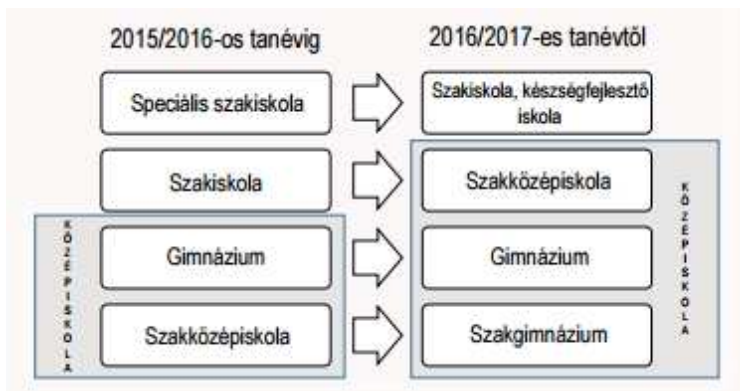 2015/2016-os tanévig
2016/2017-es tanévtől
Speciális szakiskola
Szakiskola, készségfejlesztő
iskola
Szakiskola
Szakközépiskola
Gimnázium
Gimnázium
Szakközépiskola
Szakgimnázium
KÖZÉPISKOLA
KÖZÉPISKOLA